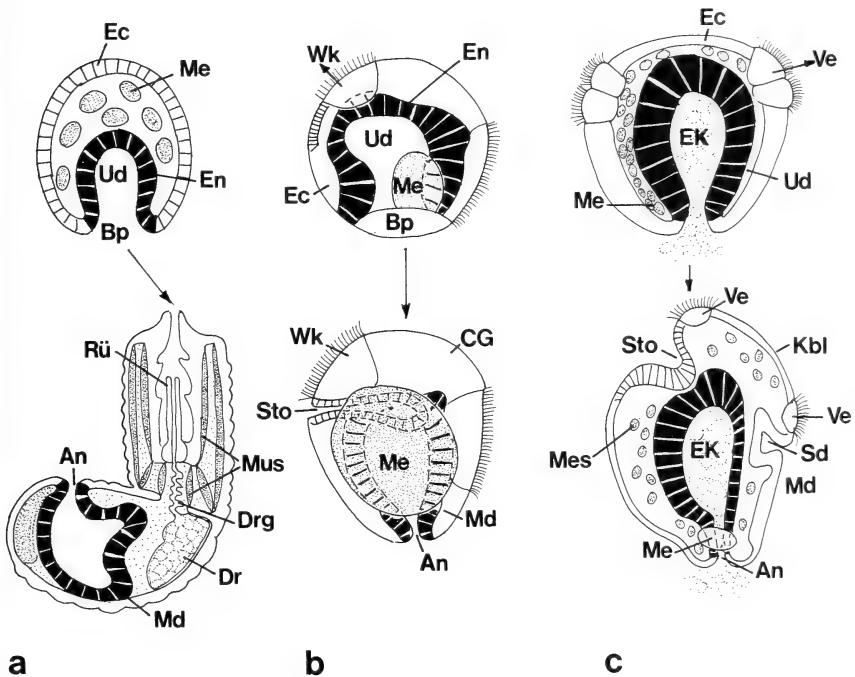 Ec
Me
Ud
En
Bp
Rü
An
Mus
Drg
Dr
Md
a
Wk
En
Ud
Ec
Me
Bp
Wk
CG
Sto
Me
Md
An
b
Ec
Ve
EK
Ud
Me
Ve
Sto
Kbl
Ve
Mes
EK
Sd
Md
Me
An
c